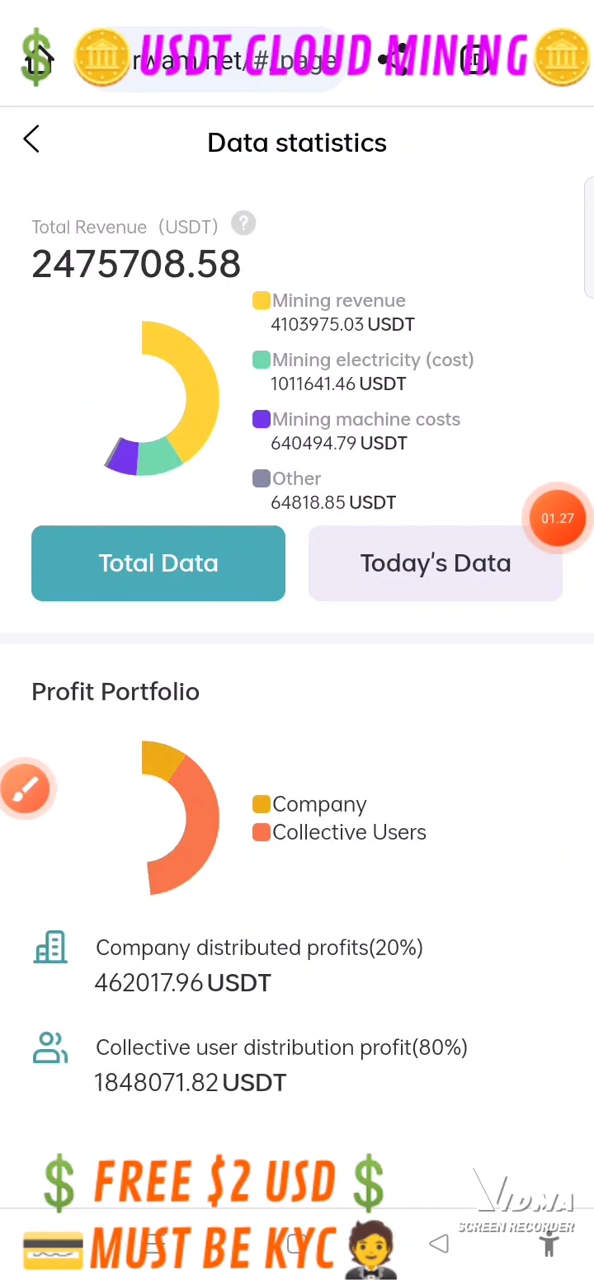 USDT CLOUD MINING
Data statistics
Total Revenue (USDT) ?
2475708.58
Mining revenue
4103975.03 USDT
Mining electricity (cost)
1011641.46 USDT
Mining machine costs
640494.79 USDT
Other
64818.85 USDT
01.27
Total Data
Today's Data
Profit Portfolio
Company
Collective Users
Company distributed profits(20%)
462017.96 USDT
Collective user distribution profit(80%)
1848071.82 USDT
$ FREE $2 USD $
VIDMA
SCREEN RECORDER
MUST BE KYC